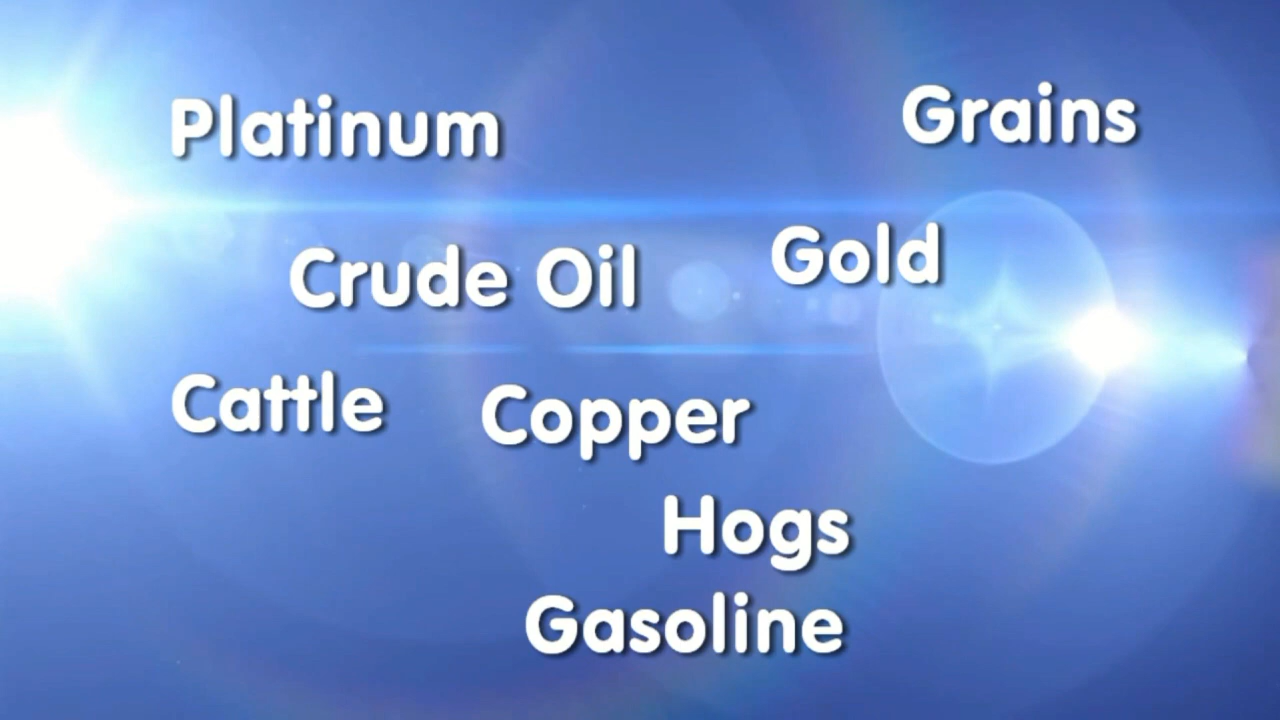 Platinum
Grains
Crude Oil
Gold
Cattle
Copper
Hogs
Gasoline